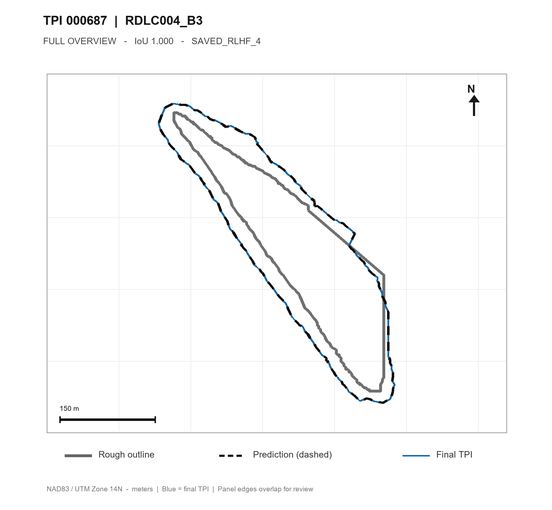 TPI 000687 | RDLC004_B3
FULL OVERVIEW - IoU 1.000 - SAVED_RLHF_4
N
150 m
Rough outline
Prediction (dashed)
Final TPI
NAD83 / UTM Zone 14N - meters | Blue = final TPI | Panel edges overlap for review